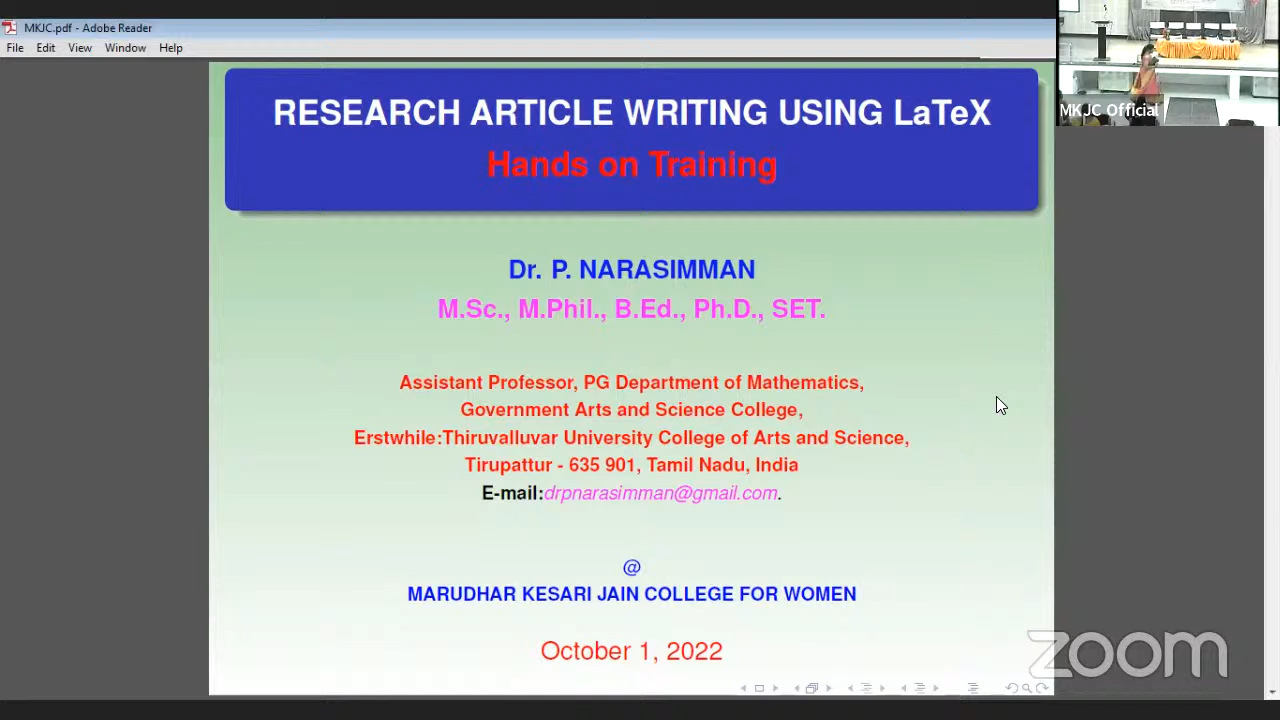 MKJC.pdf - Adobe Reader
File Edit View Window Help
MKJC Official
RESEARCH ARTICLE WRITING USING LaTeX
Hands on Training
Dr. P. NARASIMMAN
M.Sc., M.Phil., B.Ed., Ph.D., SET.
Assistant Professor, PG Department of Mathematics,
Government Arts and Science College,
Erstwhile:Thiruvalluvar University College of Arts and Science,
Tirupattur - 635 901, Tamil Nadu, India
E-mail:drpnarasimman@gmail.com.
@
MARUDHAR KESARI JAIN COLLEGE FOR WOMEN
October 1, 2022
zoom